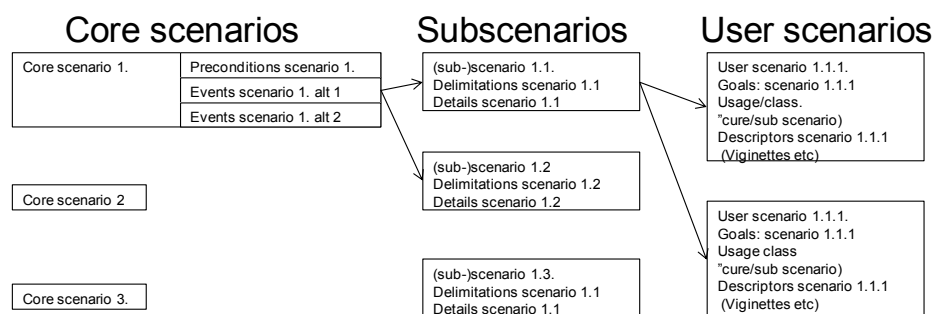 Core scenarios
Subscenarios
User scenarios
Core scenario 1.
Preconditions scenario 1.
Events scenario 1. alt 1
Events scenario 1. alt 2
Core scenario 2
Core scenario 3.
(sub-)scenario 1.1.
Delimitations scenario 1.1
Details scenario 1.1
(sub-)scenario 1.2
Delimitations scenario 1.2
Details scenario 1.2
(sub-)scenario 1.3.
Delimitations scenario 1.1
Details scenario 1.1
User scenario 1.1.1.
Goals: scenario 1.1.1
Usage/class.
”cure/sub scenario)
Descriptors scenario 1.1.1
(Viginettes etc)
User scenario 1.1.1.
Goals: scenario 1.1.1
Usage class
”cure/sub scenario)
Descriptors scenario 1.1.1
(Viginettes etc)